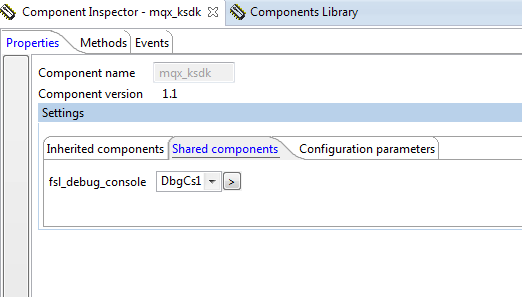 Component Inspector - mqx_ksdk Components Library
Properties Methods Events
Component name mqx_ksdk
Component version 1.1
Settings
Inherited components Shared components Configuration parameters
fsl_debug_console DbgCs1 >